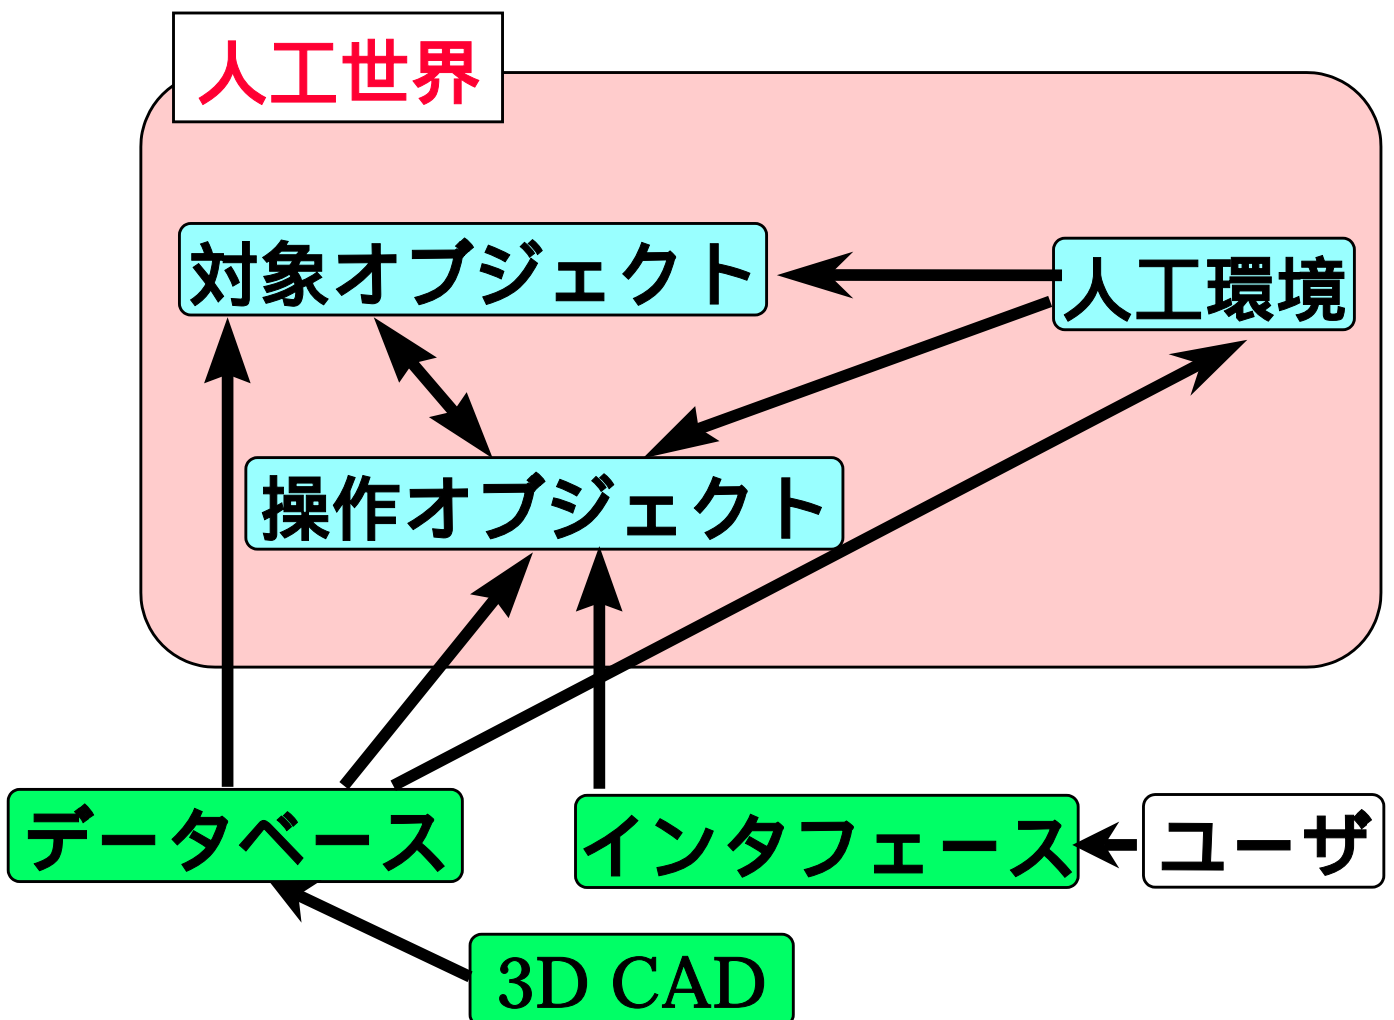 人工世界
対象オブジェクト
人工環境
操作オブジェクト
データベース
インタフェース
ユーザ
3D CAD